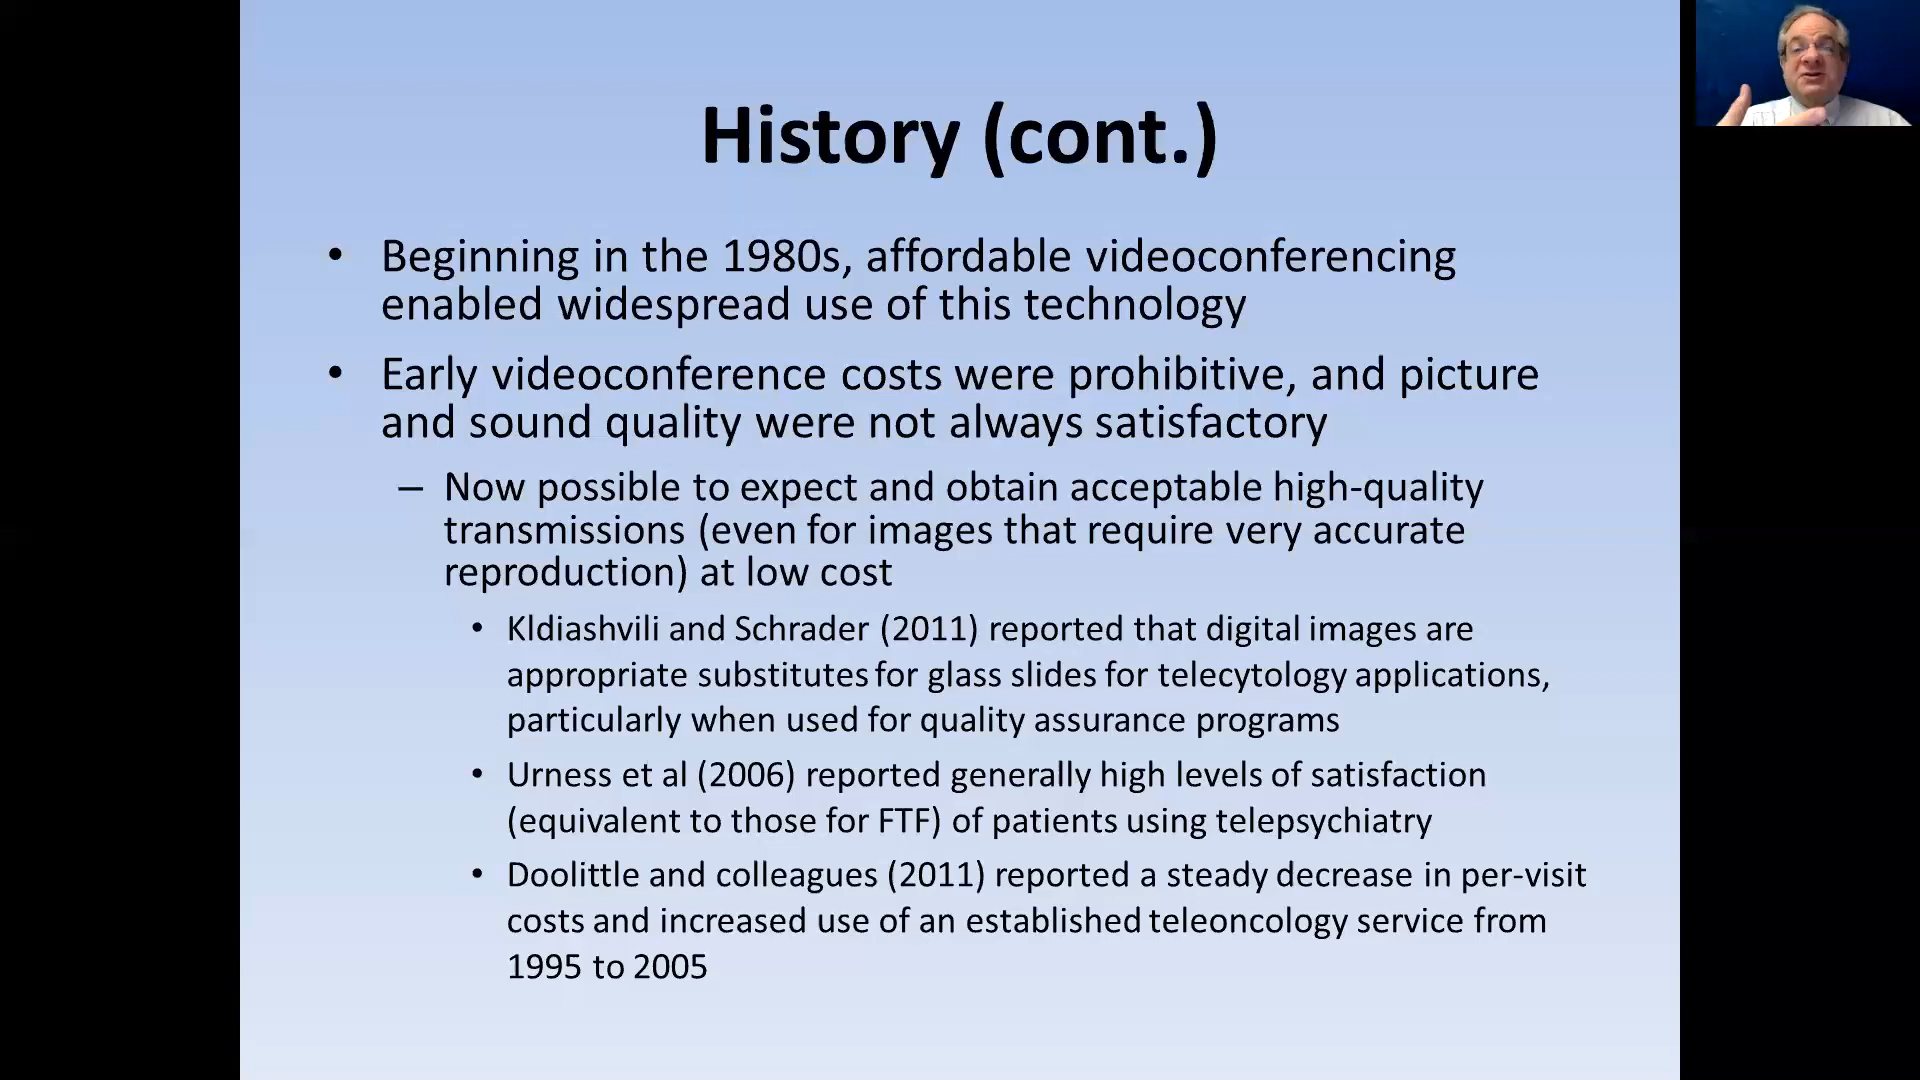 History (cont.)
• Beginning in the 1980s, affordable videoconferencing
enabled widespread use of this technology
• Early videoconference costs were prohibitive, and picture
and sound quality were not always satisfactory
– Now possible to expect and obtain acceptable high-quality
transmissions (even for images that require very accurate
reproduction) at low cost
• Kldiashvili and Schrader (2011) reported that digital images are
appropriate substitutes for glass slides for telecytology applications,
particularly when used for quality assurance programs
• Urness et al (2006) reported generally high levels of satisfaction
(equivalent to those for FTF) of patients using telepsychiatry
• Doolittle and colleagues (2011) reported a steady decrease in per-visit
costs and increased use of an established teleoncology service from
1995 to 2005